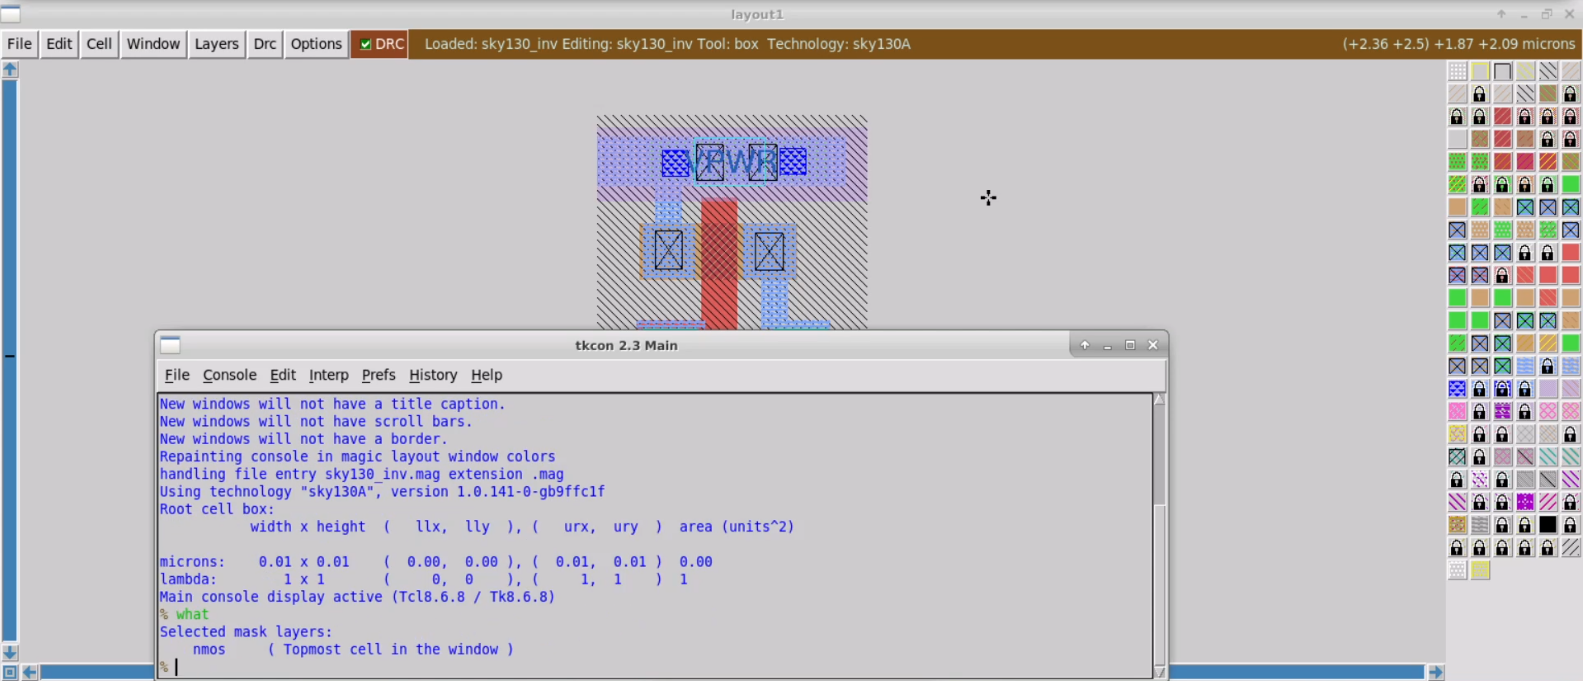 layout1
File Edit Cell Window Layers Drc Options DRC Loaded: sky130_inv Editing: sky130_inv Tool: box Technology: sky130A (+2.36 +2.5) +1.87 +2.09 microns
VPWR
tkcon 2.3 Main
File Console Edit Interp Prefs History Help
New windows will not have a title caption.
New windows will not have scroll bars.
New windows will not have a border.
Repainting console in magic layout window colors
handling file entry sky130_inv.mag extension .mag
Using technology "sky130A", version 1.0.141-0-gb9ffc1f
Root cell box:
width x height ( llx, lly ), ( urx, ury ) area (units^2)
microns: 0.01 x 0.01 ( 0.00, 0.00 ), ( 0.01, 0.01 ) 0.00
lambda: 1 x 1 ( 0, 0 ), ( 1, 1 ) 1
Main console display active (Tcl8.6.8 / Tk8.6.8)
% what
Selected mask layers:
nmos ( Topmost cell in the window )
%